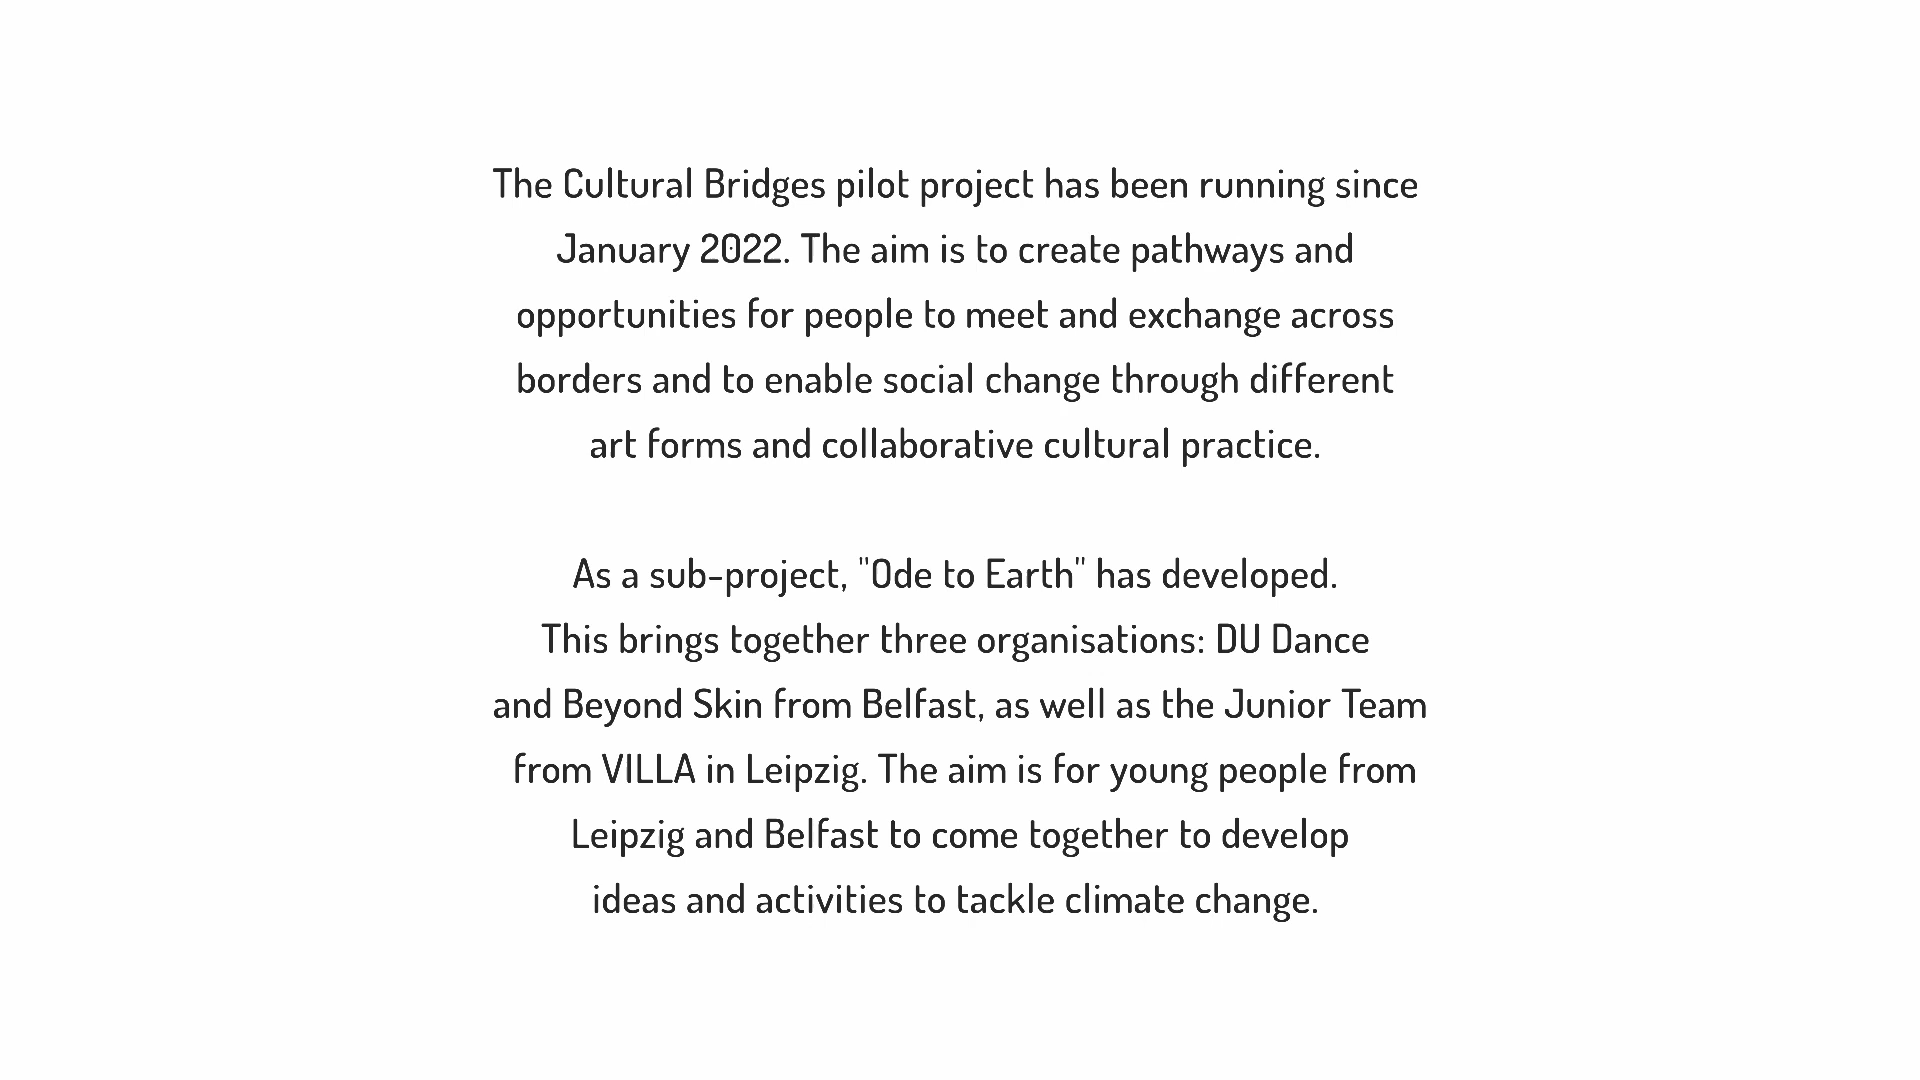 The Cultural Bridges pilot project has been running since
January 2022. The aim is to create pathways and
opportunities for people to meet and exchange across
borders and to enable social change through different
art forms and collaborative cultural practice.
As a sub-project, "Ode to Earth" has developed.
This brings together three organisations: DU Dance
and Beyond Skin from Belfast, as well as the Junior Team
from VILLA in Leipzig. The aim is for young people from
Leipzig and Belfast to come together to develop
ideas and activities to tackle climate change.